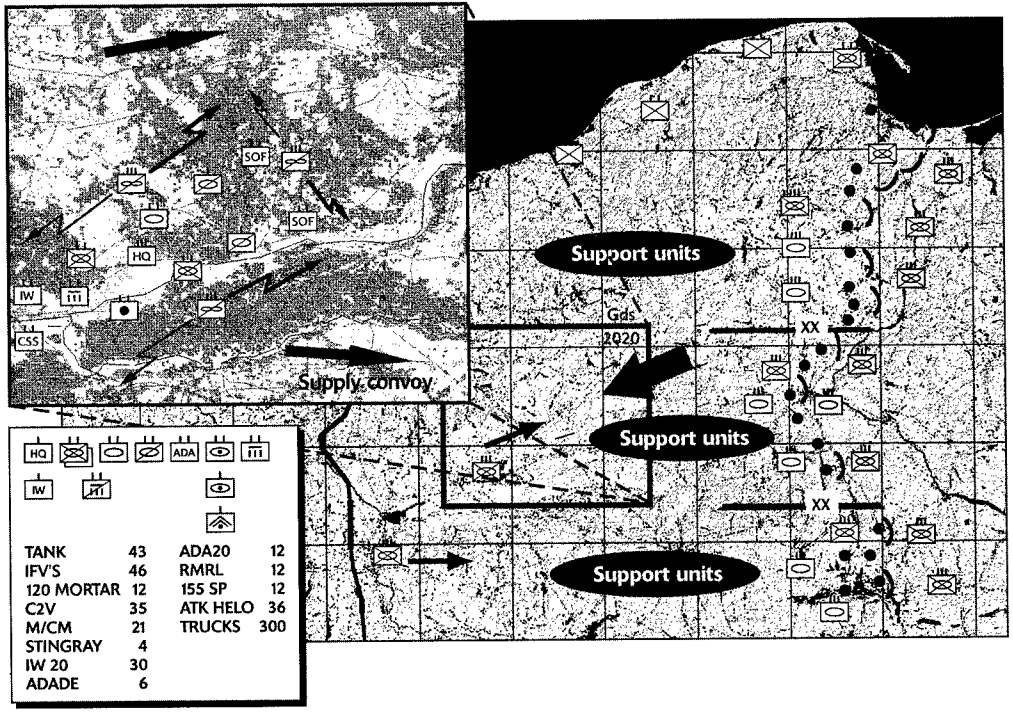 SOF
SOF
HQ
IW
CSS
Supply convoy
Support units
Gds
2020
XX
Support units
XX
Support units
HQ ADA
IW
TANK 43 ADA20 12
IFV'S 46 RMRL 12
120 MORTAR 12 155 SP 12
C2V 35 ATK HELO 36
M/CM 21 TRUCKS 300
STINGRAY 4
IW 20 30
ADADE 6